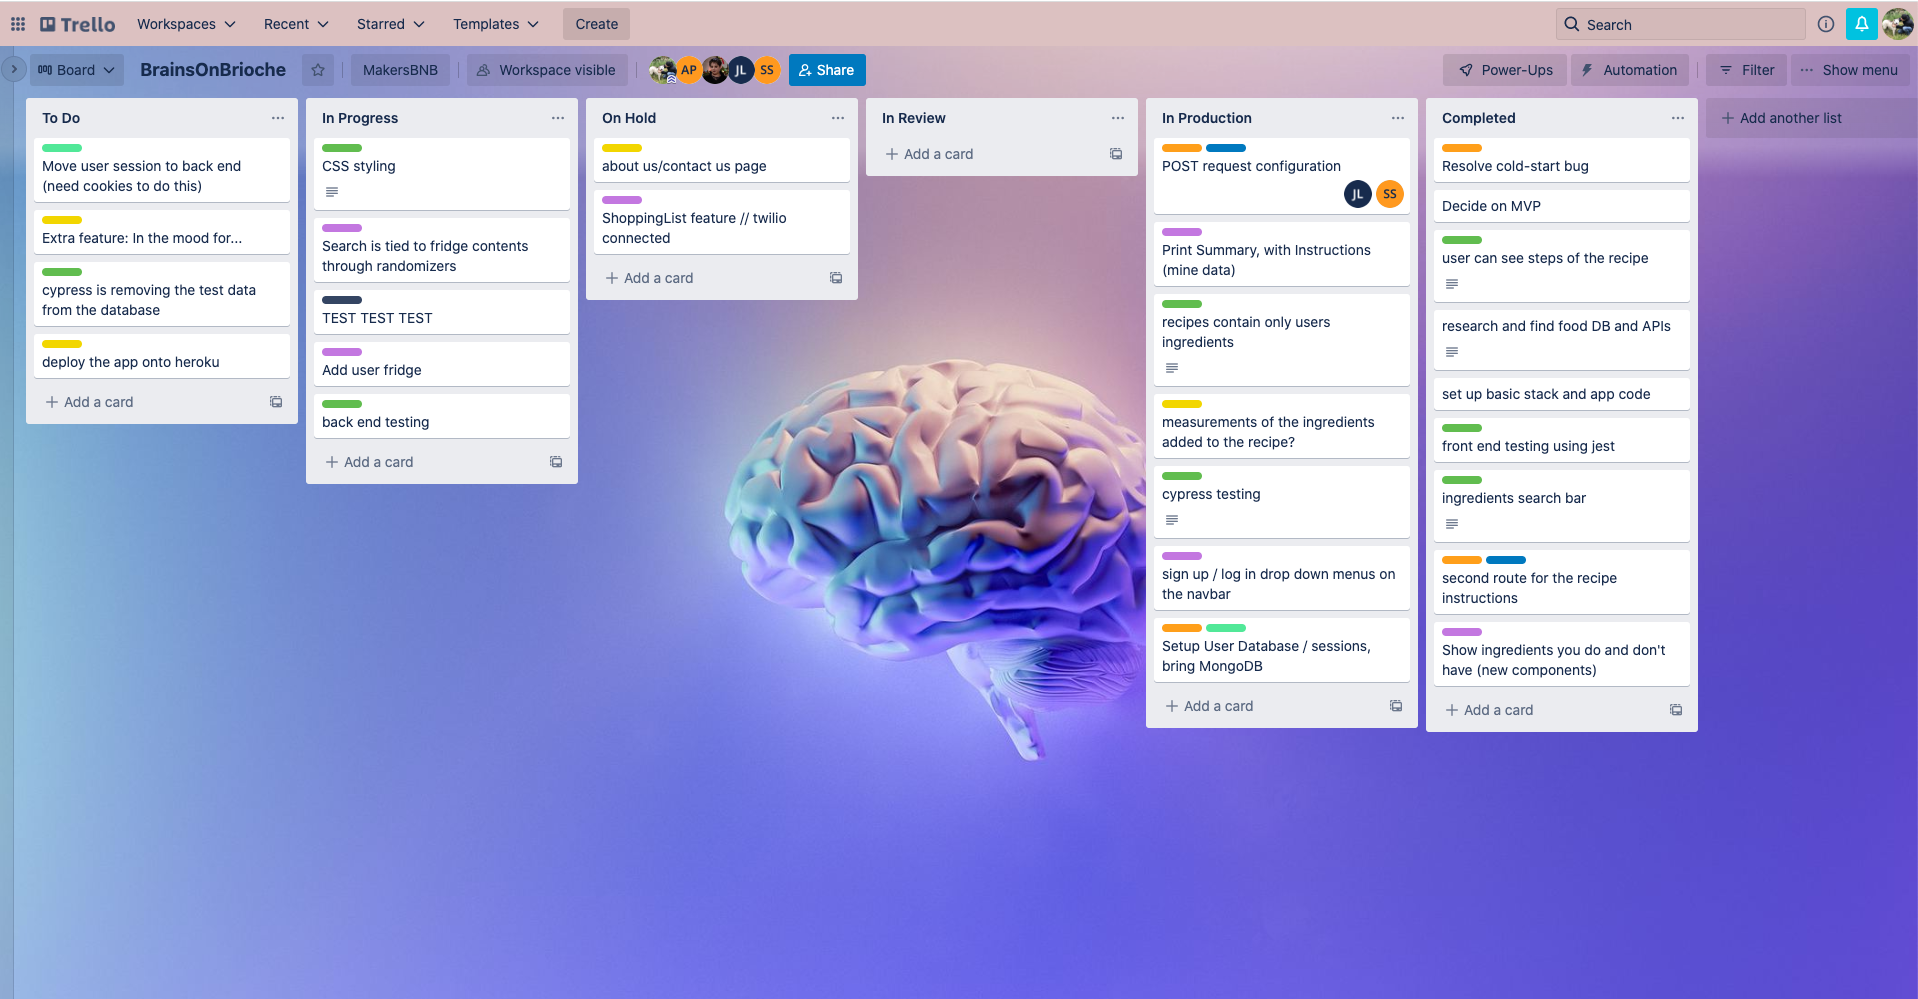 Trello
Workspaces
Recent
Starred
Templates
Create
Search
Board
BrainsOnBrioche
MakersBNB
Workspace visible
AP
JL
SS
Share
Power-Ups
Automation
Filter
Show menu
To Do
Move user session to back end
(need cookies to do this)
Extra feature: In the mood for...
cypress is removing the test data
from the database
deploy the app onto heroku
Add a card
In Progress
CSS styling
Search is tied to fridge contents
through randomizers
TEST TEST TEST
Add user fridge
back end testing
Add a card
On Hold
about us/contact us page
ShoppingList feature // twilio
connected
Add a card
In Review
Add a card
In Production
POST request configuration
JL
SS
Print Summary, with Instructions
(mine data)
recipes contain only users
ingredients
measurements of the ingredients
added to the recipe?
cypress testing
sign up / log in drop down menus on
the navbar
Setup User Database / sessions,
bring MongoDB
Add a card
Completed
Resolve cold-start bug
Decide on MVP
user can see steps of the recipe
research and find food DB and APIs
set up basic stack and app code
front end testing using jest
ingredients search bar
second route for the recipe
instructions
Show ingredients you do and don't
have (new components)
Add a card
Add another list